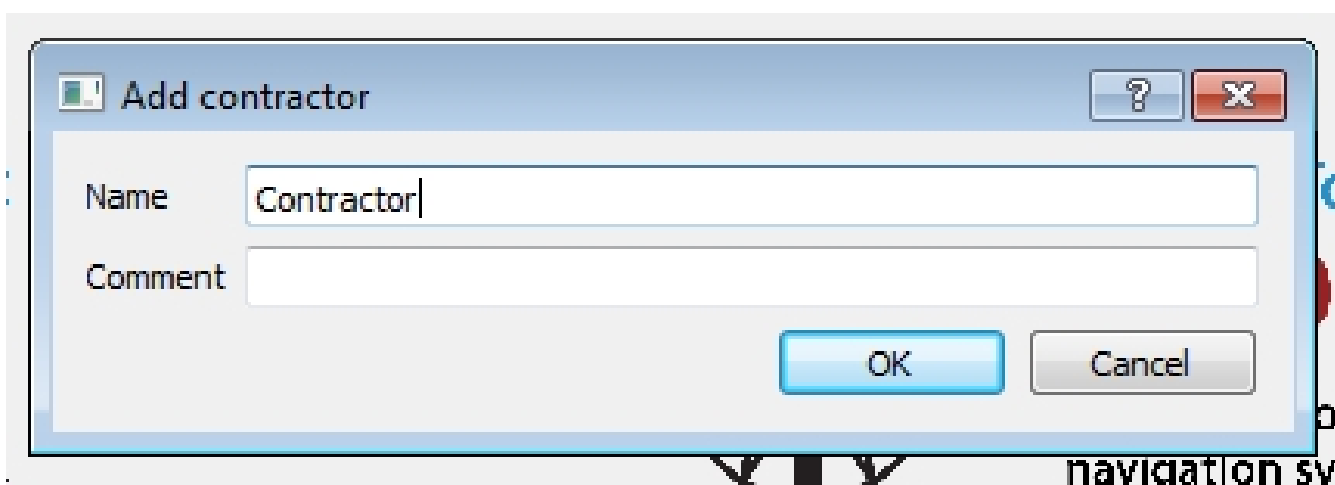 Add contractor
?
Name
Contractor
Comment
OK
Cancel
navigation sy